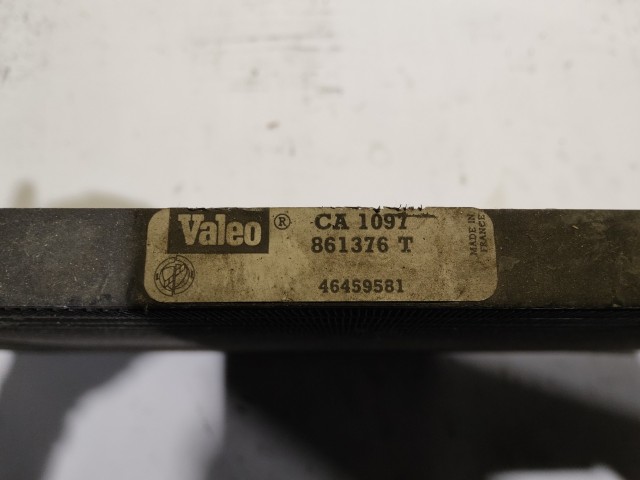 Valeo ® CA 1097
861376 T
46459581
MADE IN
FRANCE